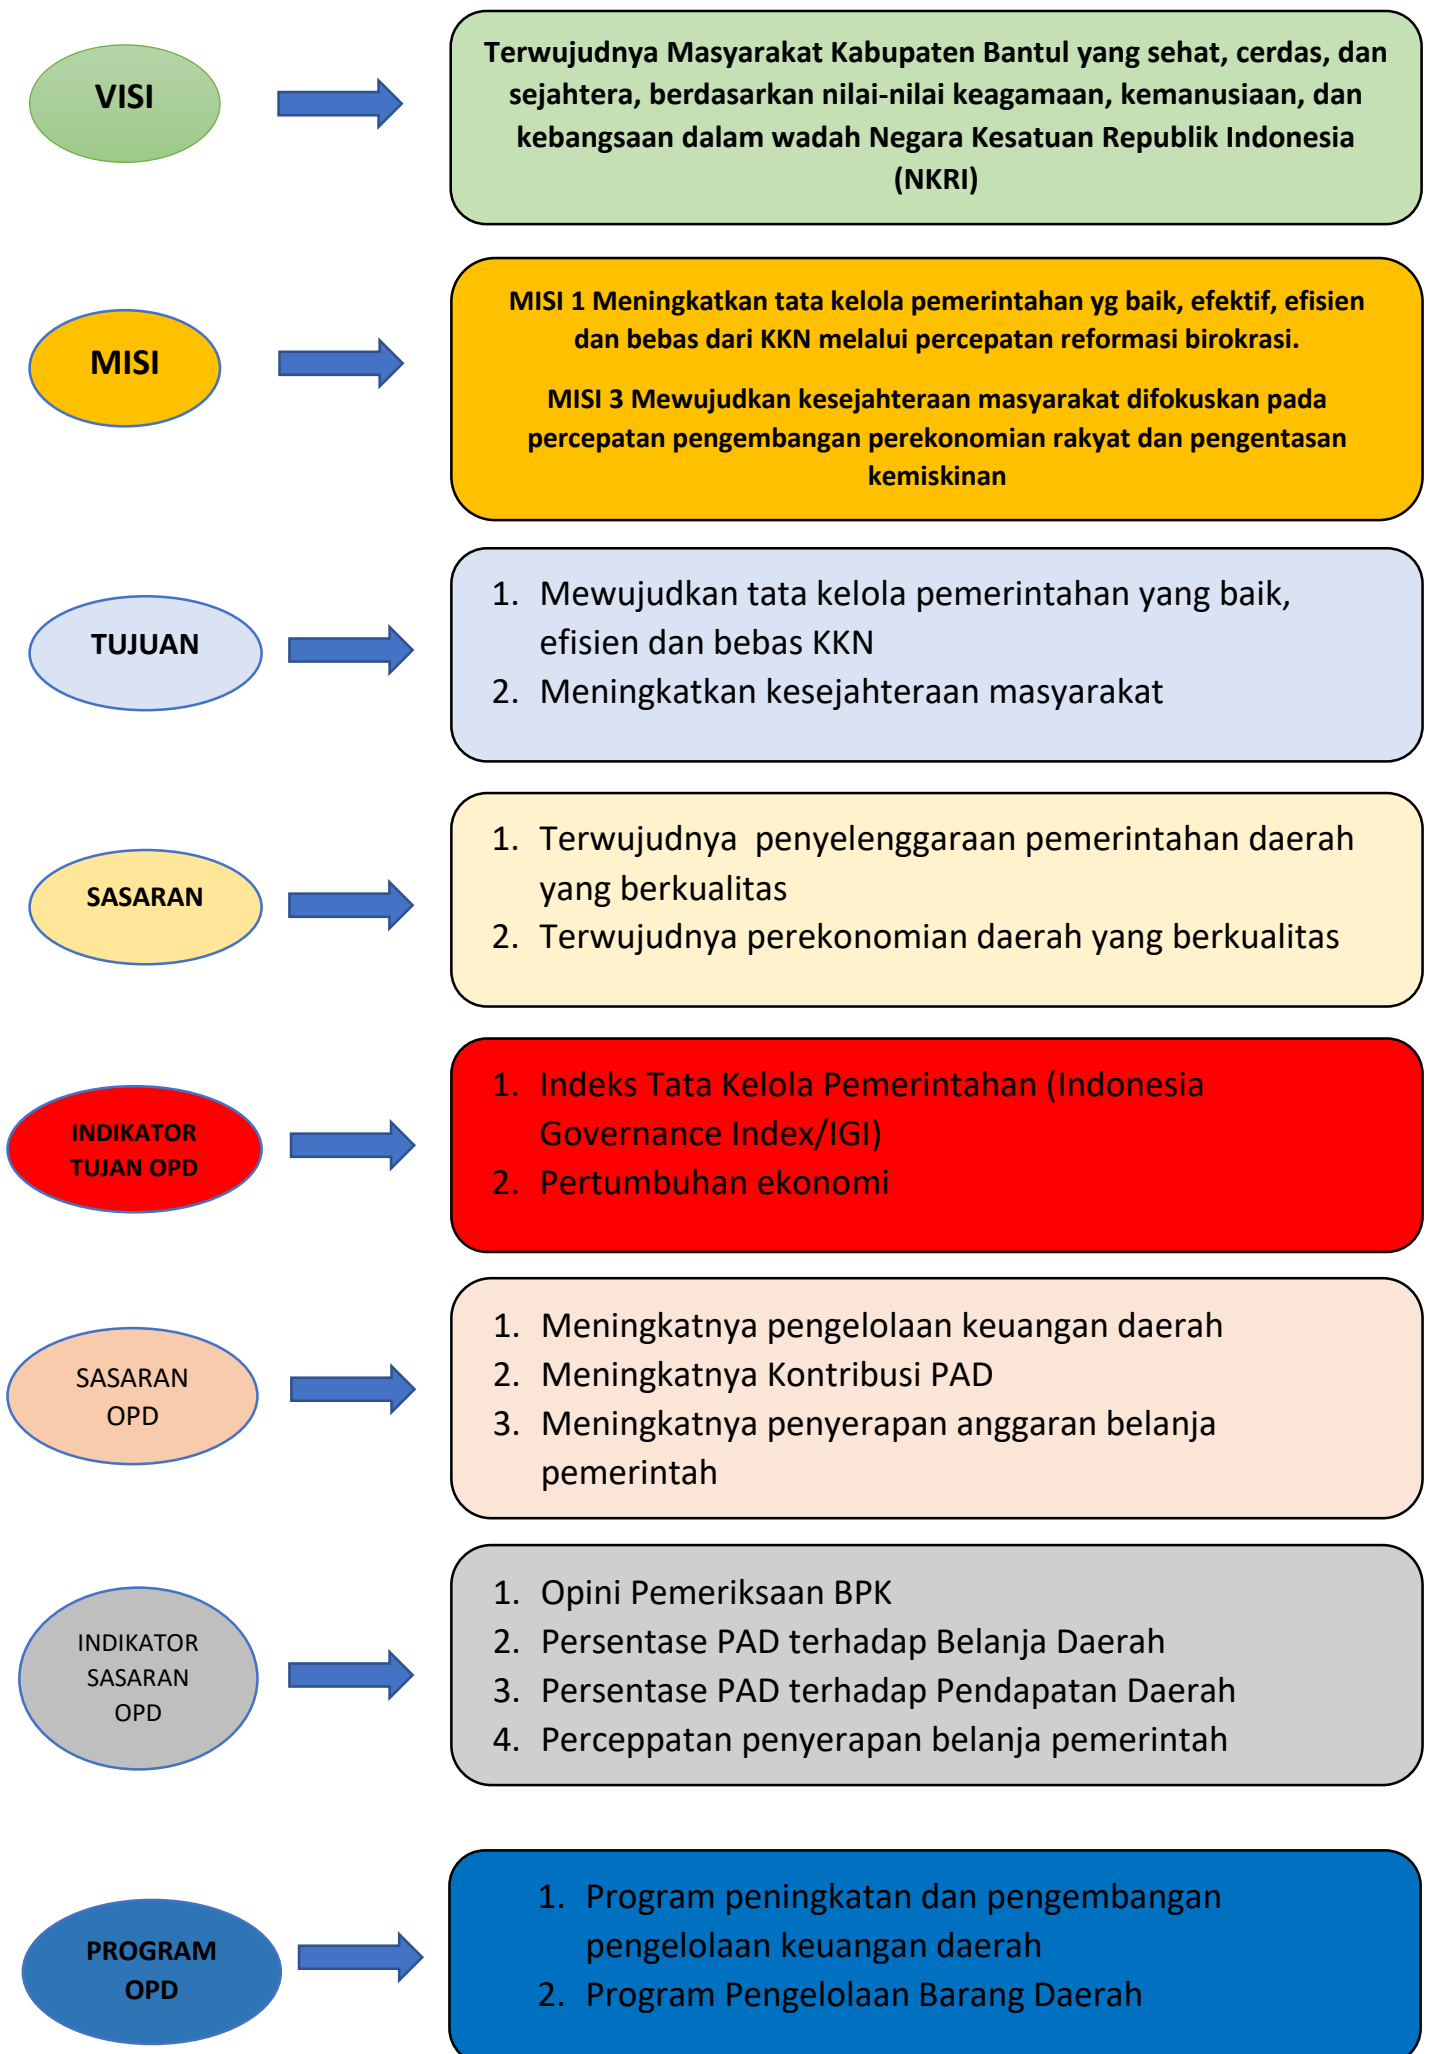 VISI
Terwujudnya Masyarakat Kabupaten Bantul yang sehat, cerdas, dan
sejahtera, berdasarkan nilai-nilai keagamaan, kemanusiaan, dan
kebangsaan dalam wadah Negara Kesatuan Republik Indonesia
(NKRI)
MISI
MISI 1 Meningkatkan tata kelola pemerintahan yg baik, efektif, efisien
dan bebas dari KKN melalui percepatan reformasi birokrasi.
MISI 3 Mewujudkan kesejahteraan masyarakat difokuskan pada
percepatan pengembangan perekonomian rakyat dan pengentasan
kemiskinan
TUJUAN
1. Mewujudkan tata kelola pemerintahan yang baik,
efisien dan bebas KKN
2. Meningkatkan kesejahteraan masyarakat
SASARAN
1. Terwujudnya  penyelenggaraan pemerintahan daerah
yang berkualitas
2. Terwujudnya perekonomian daerah yang berkualitas
INDIKATOR
TUJAN OPD
1. Indeks Tata Kelola Pemerintahan (Indonesia
Governance Index/IGI)
2. Pertumbuhan ekonomi
SASARAN
OPD
1. Meningkatnya pengelolaan keuangan daerah
2. Meningkatnya Kontribusi PAD
3. Meningkatnya penyerapan anggaran belanja
pemerintah
INDIKATOR
SASARAN
OPD
1. Opini Pemeriksaan BPK
2. Persentase PAD terhadap Belanja Daerah
3. Persentase PAD terhadap Pendapatan Daerah
4. Perceppatan penyerapan belanja pemerintah
PROGRAM
OPD
1. Program peningkatan dan pengembangan
pengelolaan keuangan daerah
2. Program Pengelolaan Barang Daerah